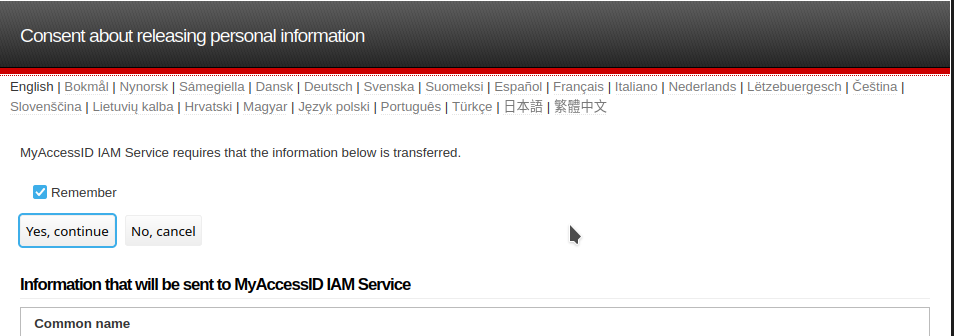 Consent about releasing personal information
English | Bokmål | Nynorsk | Sámegiella | Dansk | Deutsch | Svenska | Suomeksi | Español | Français | Italiano | Nederlands | Lëtzebuergesch | Čeština |
Slovenščina | Lietuvių kalba | Hrvatski | Magyar | Język polski | Português | Türkçe | 日本語 | 繁體中文
MyAccessID IAM Service requires that the information below is transferred.
Remember
Yes, continue No, cancel
Information that will be sent to MyAccessID IAM Service
Common name